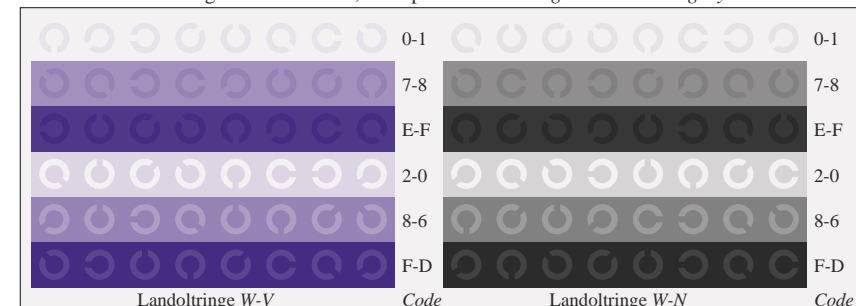 0-1 0-1
7-8 7-8
E-F E-F
2-0 2-0
8-6 8-6
F-D F-D
Landoltringe W-V Code Landoltringe W-N Code